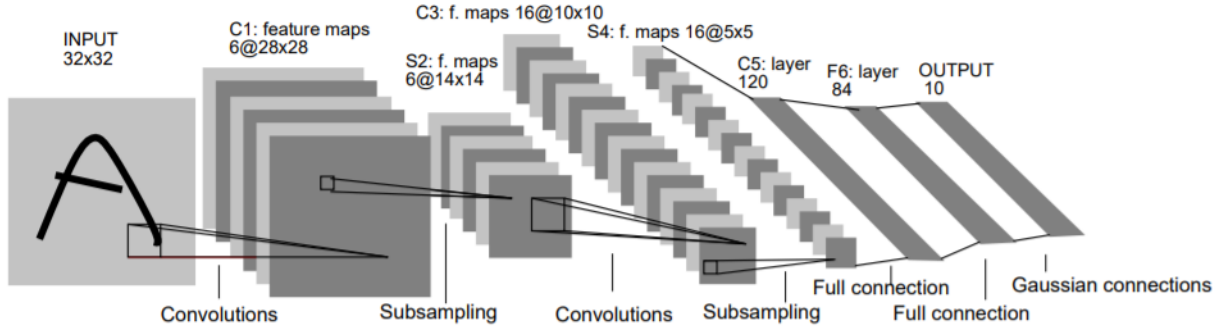 INPUT
32x32
C1: feature maps
6@28x28
S2: f. maps
6@14x14
C3: f. maps 16@10x10
S4: f. maps 16@5x5
C5: layer
120
F6: layer
84
OUTPUT
10
A
Convolutions
Subsampling
Convolutions
Subsampling
Full connection
Full connection
Gaussian connections